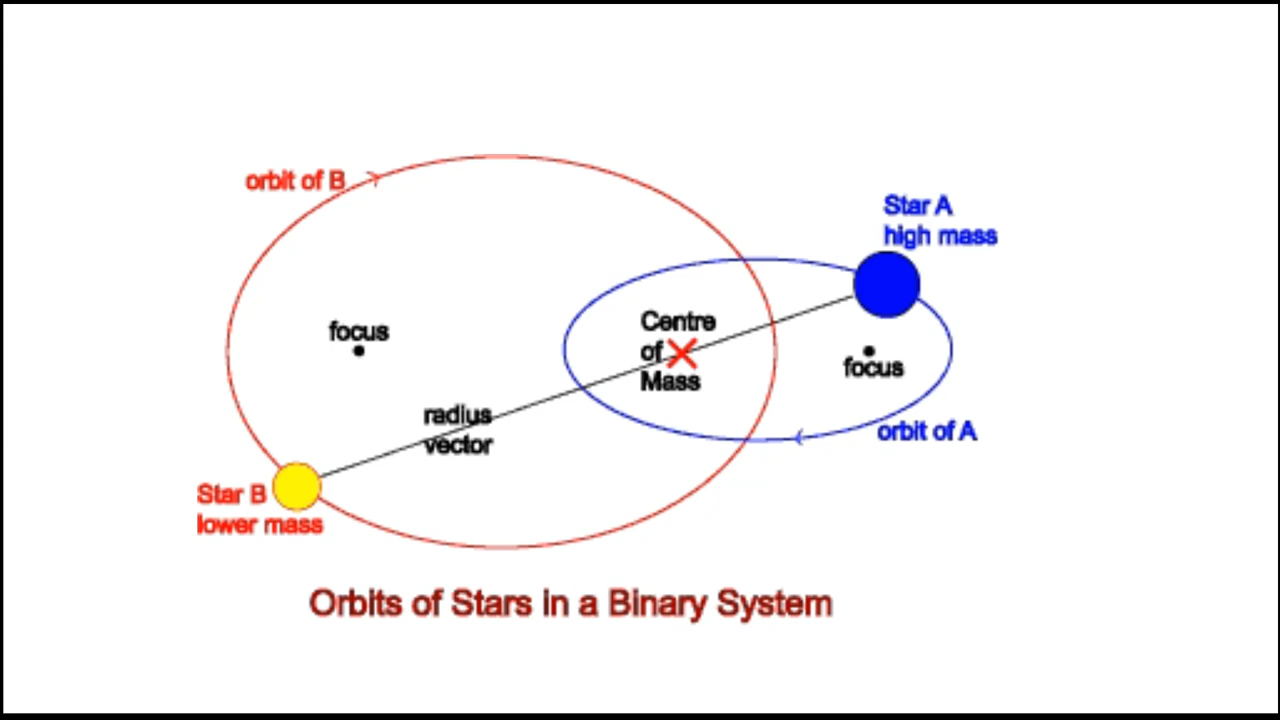 orbit of B
Star A
high mass
focus
Centre
of
Mass
focus
radius
vector
orbit of A
Star B
lower mass
Orbits of Stars in a Binary System